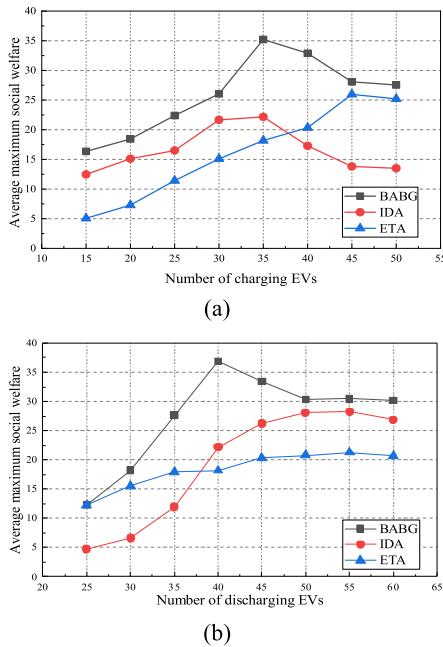 40
35
30
25
20
15
10
5
0
Average maximum social welfare
BABG
IDA
ETA
10 15 20 25 30 35 40 45 50 55
Number of charging EVs
(a)
40
35
30
25
20
15
10
5
0
Average maximum social welfare
BABG
IDA
ETA
20 25 30 35 40 45 50 55 60 65
Number of discharging EVs
(b)